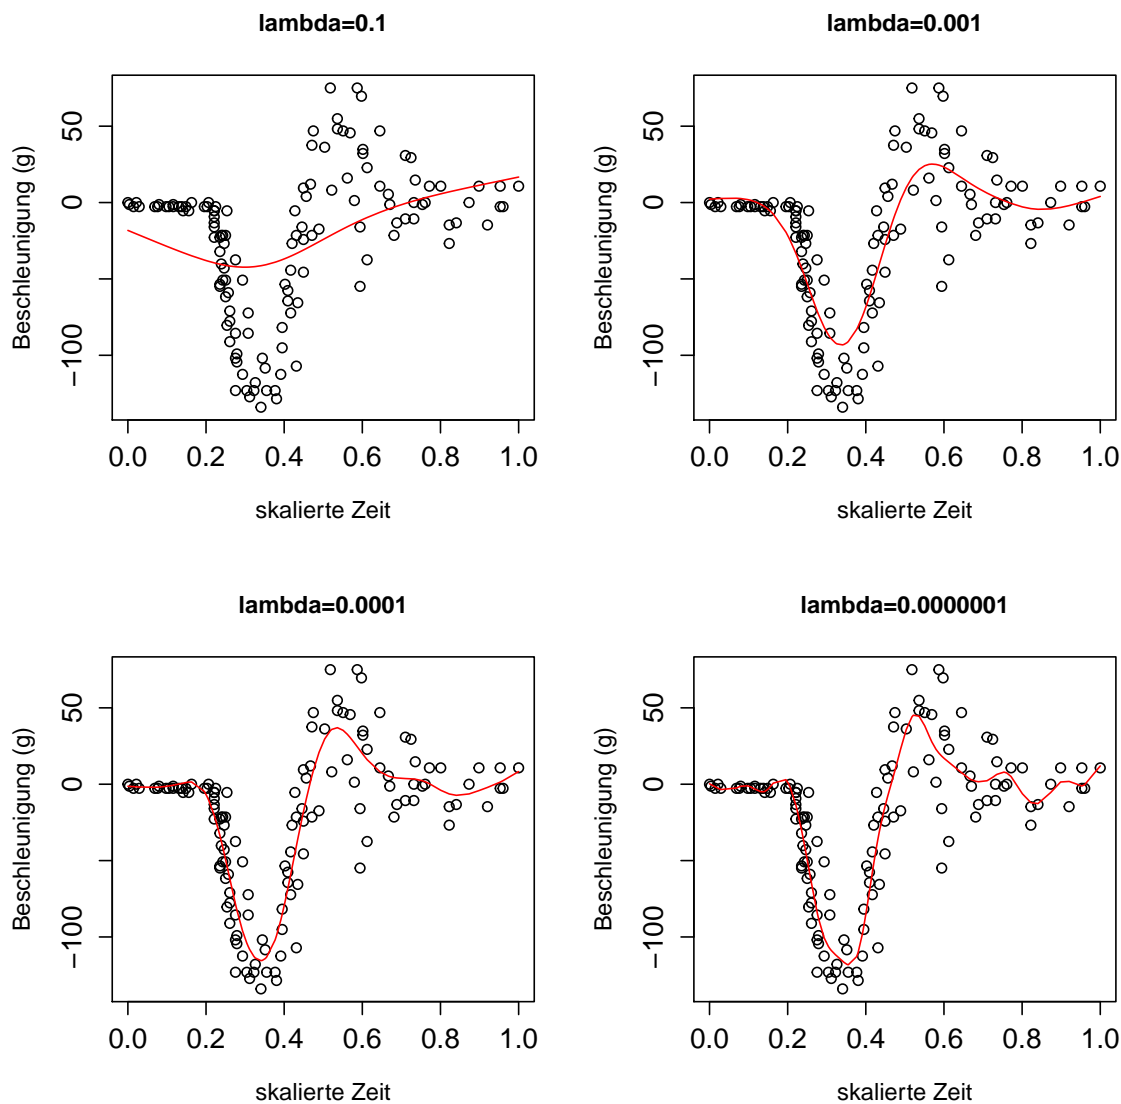 lambda=0.1
Beschleunigung (g)
50
0
−100
0.0 0.2 0.4 0.6 0.8 1.0
skalierte Zeit
lambda=0.001
Beschleunigung (g)
50
0
−100
0.0 0.2 0.4 0.6 0.8 1.0
skalierte Zeit
lambda=0.0001
Beschleunigung (g)
50
0
−100
0.0 0.2 0.4 0.6 0.8 1.0
skalierte Zeit
lambda=0.0000001
Beschleunigung (g)
50
0
−100
0.0 0.2 0.4 0.6 0.8 1.0
skalierte Zeit